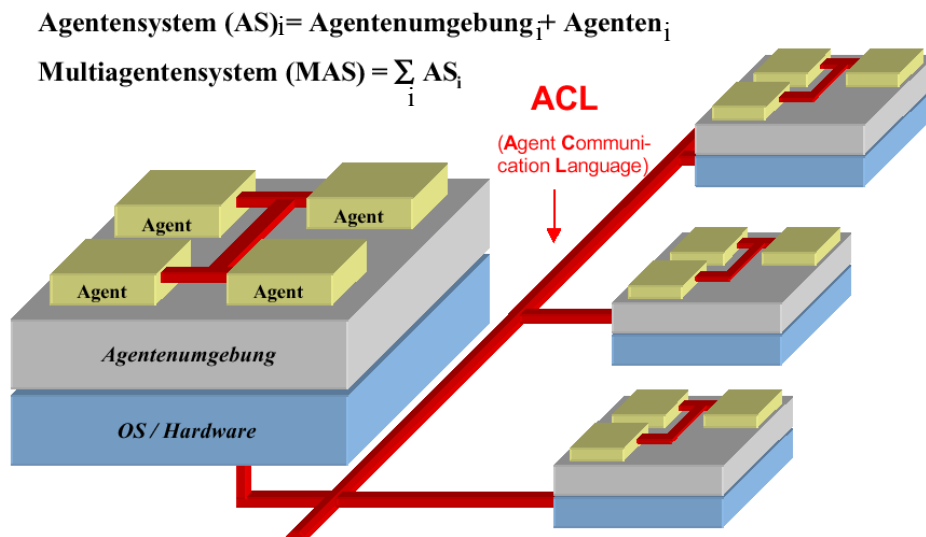 Agentensystem (AS)i= Agentenumgebungi+ Agenteni
Multiagentensystem (MAS) = ∑i ASi
ACL
(Agent Communi-
cation Language)
Agent
Agent
Agent
Agent
Agentenumgebung
OS / Hardware